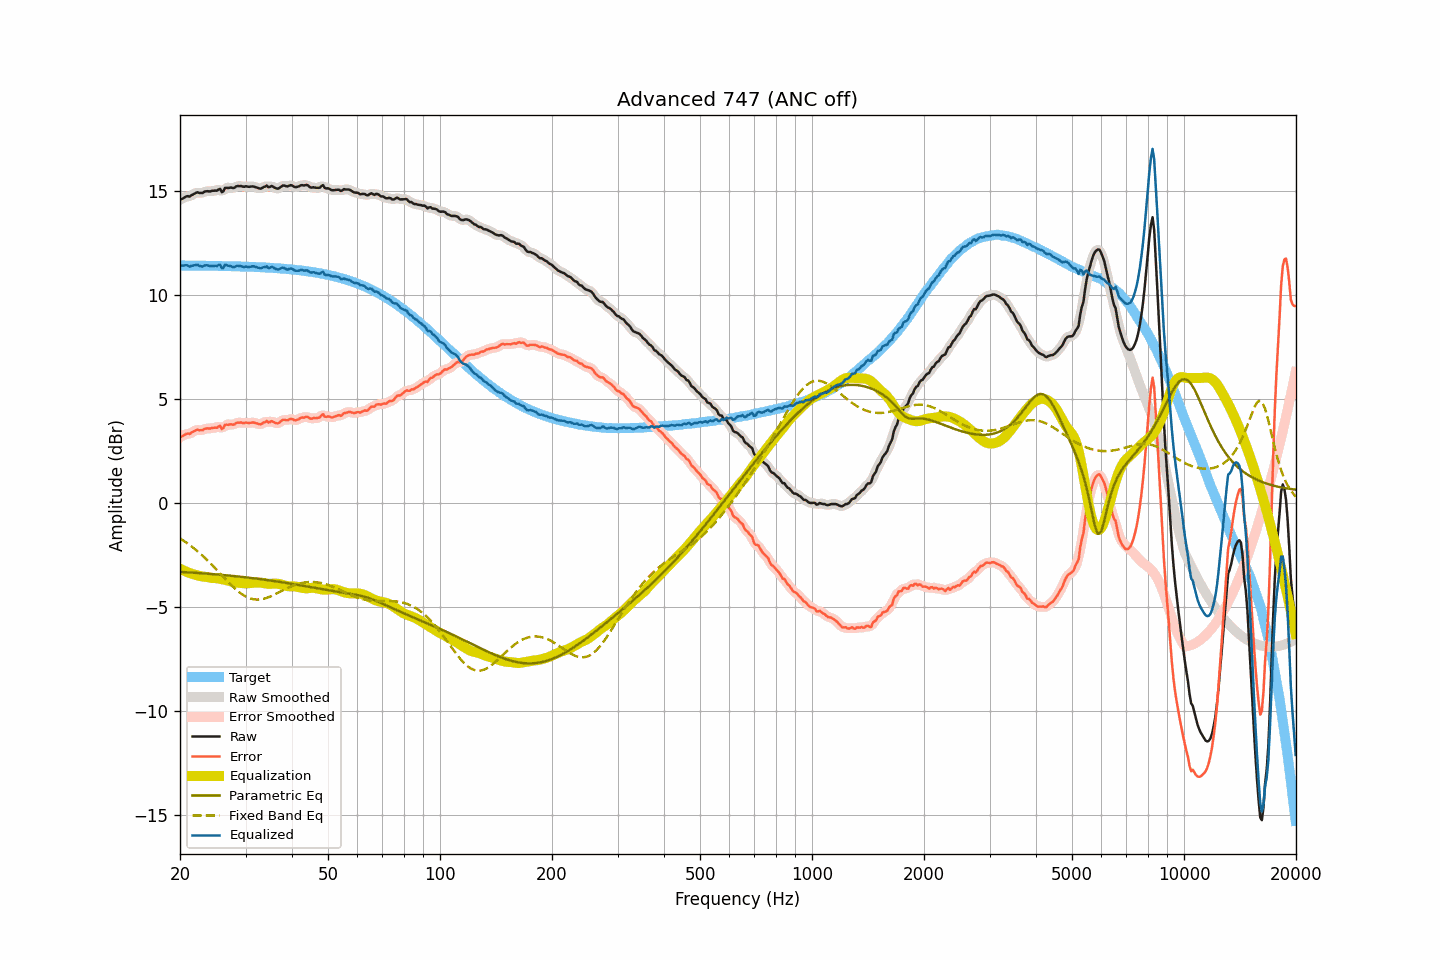 Advanced 747 (ANC off)
Amplitude (dBr)
15
10
5
0
−5
−10
−15
Target
Raw Smoothed
Error Smoothed
Raw
Error
Equalization
Parametric Eq
Fixed Band Eq
Equalized
20 50 100 200 500 1000 2000 5000 10000 20000
Frequency (Hz)